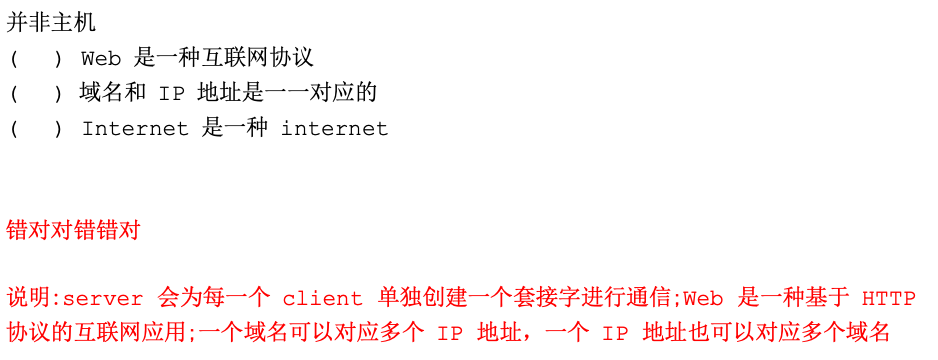 并非主机
(  ) Web 是一种互联网协议
(  ) 域名和 IP 地址是一一对应的
(  ) Internet 是一种 internet
错对对错错对
说明:server 会为每一个 client 单独创建一个套接字进行通信;Web 是一种基于 HTTP
协议的互联网应用;一个域名可以对应多个 IP 地址，一个 IP 地址也可以对应多个域名